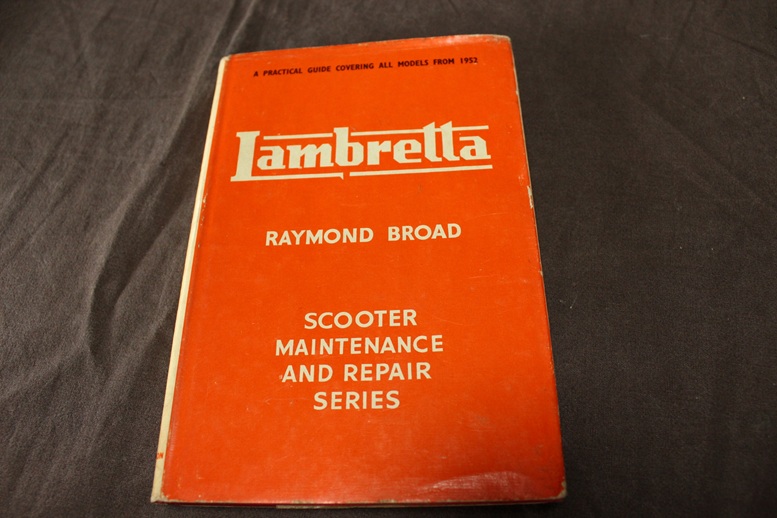 A PRACTICAL GUIDE COVERING ALL MODELS FROM 1952
Lambretta
RAYMOND BROAD
SCOOTER
MAINTENANCE
AND REPAIR
SERIES